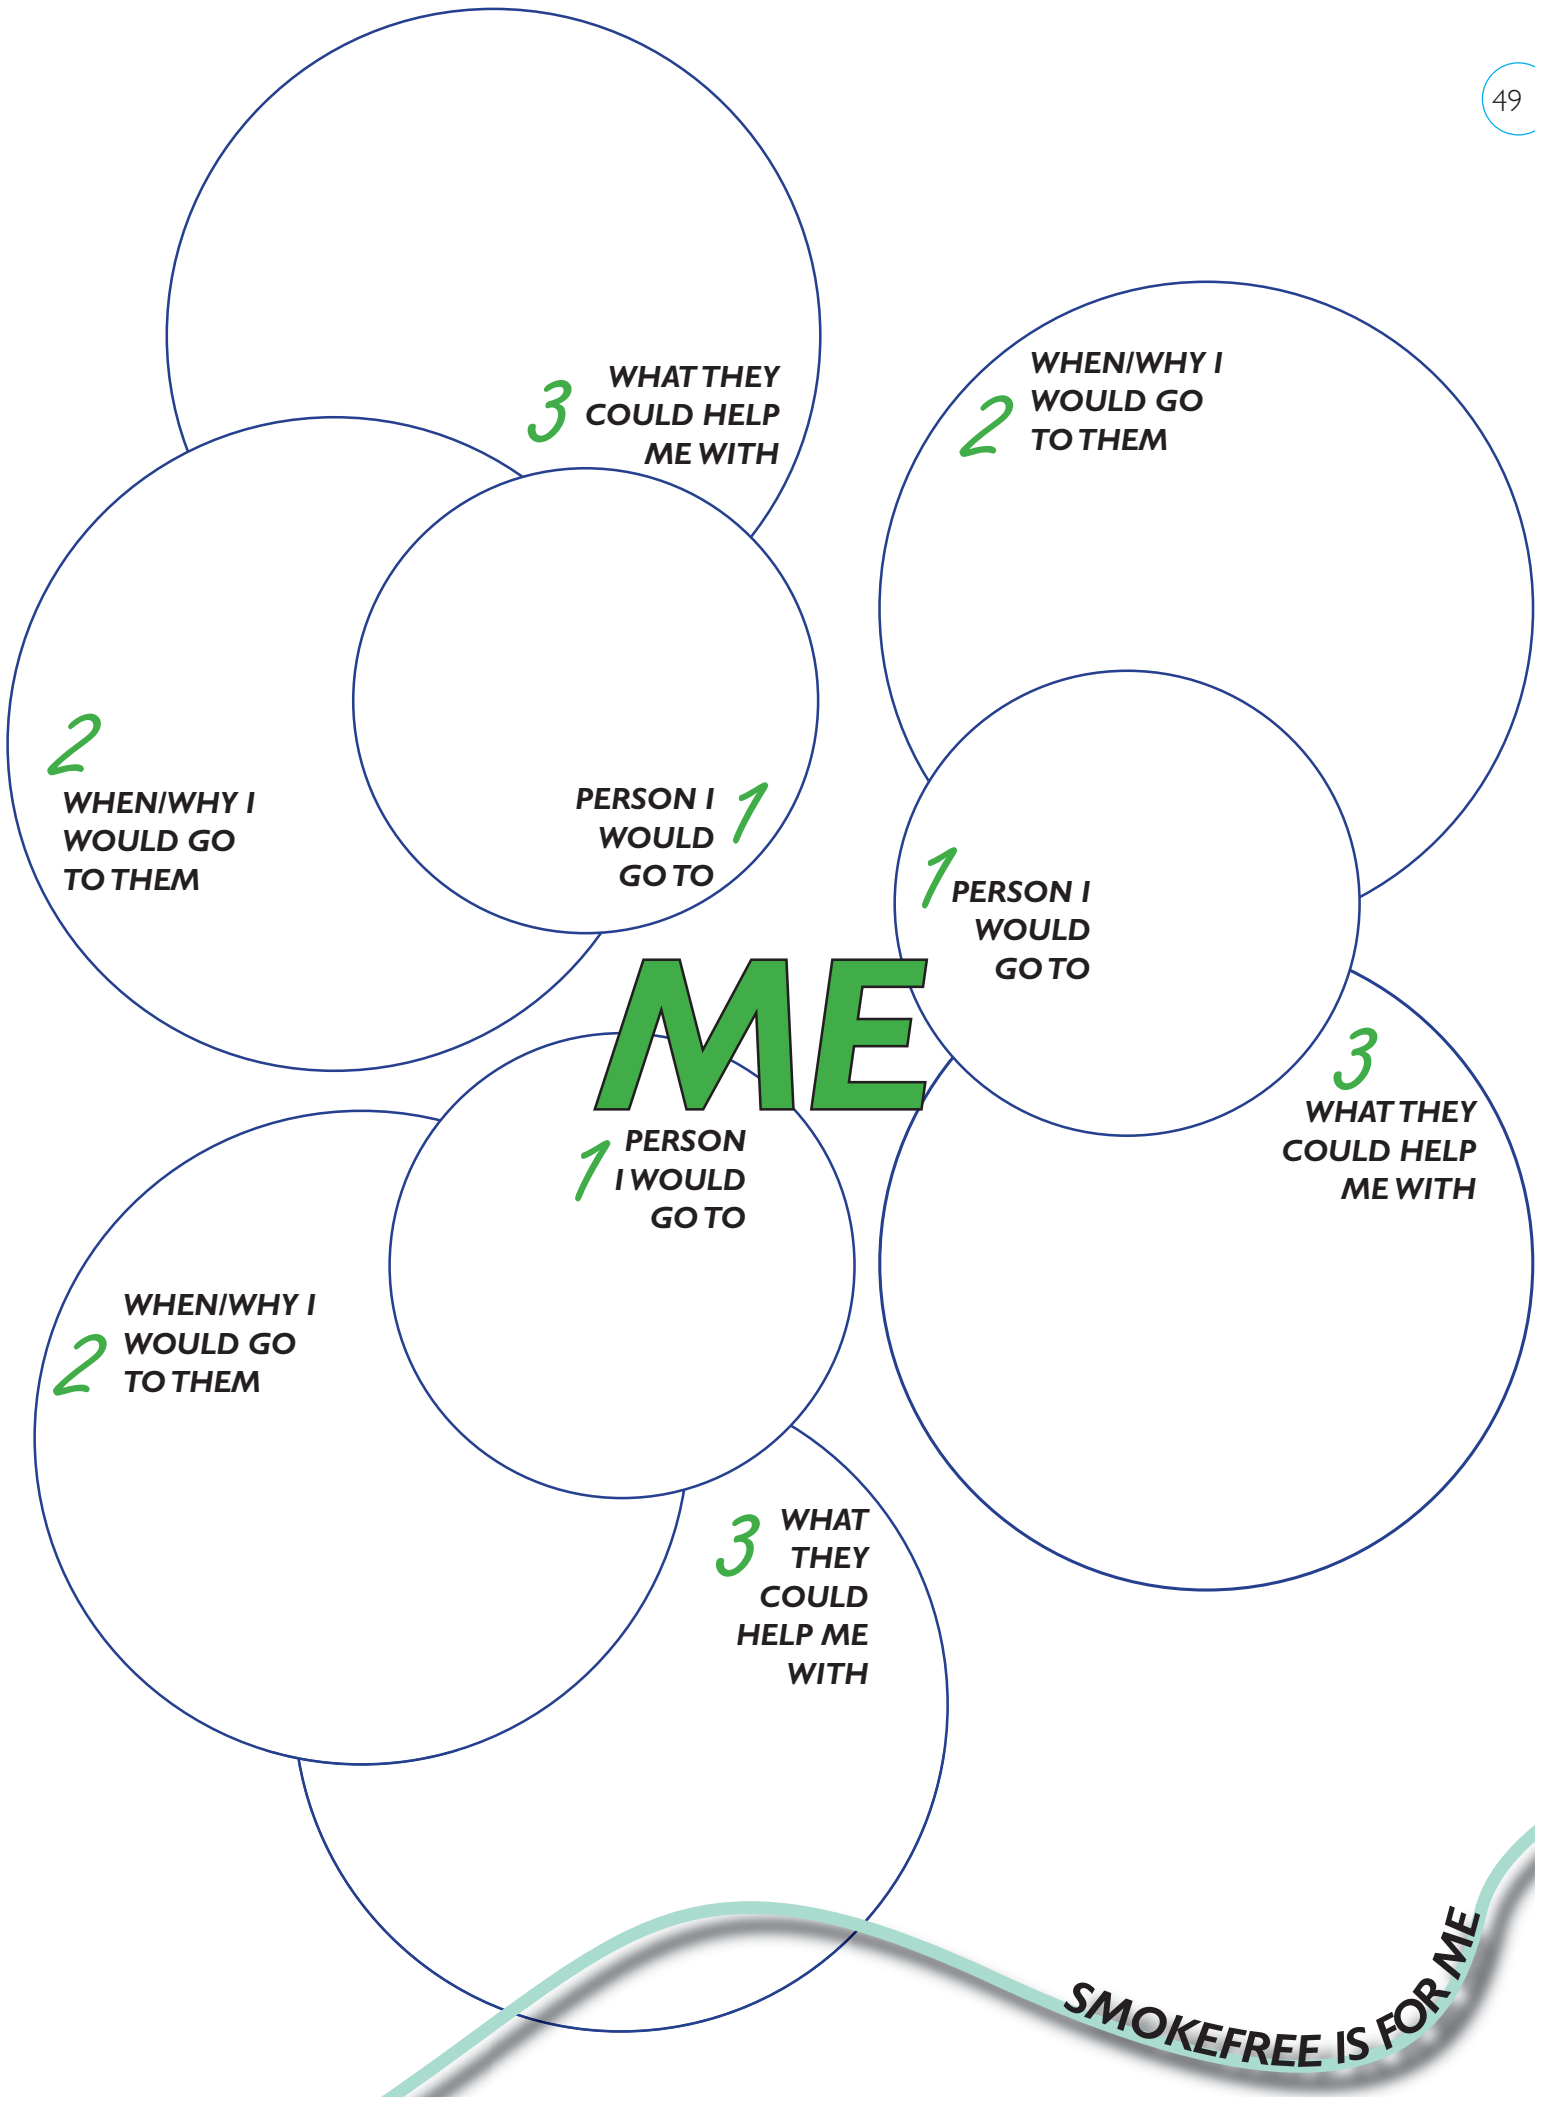 49
3
WHAT THEY
COULD HELP
ME WITH
2
WHEN/WHY I
WOULD GO
TO THEM
2
WHEN/WHY I
WOULD GO
TO THEM
PERSON I
WOULD
GO TO
1
1
PERSON I
WOULD
GO TO
ME
3
WHAT THEY
COULD HELP
ME WITH
1
PERSON
I WOULD
GO TO
2
WHEN/WHY I
WOULD GO
TO THEM
3
WHAT
THEY
COULD
HELP ME
WITH
SMOKEFREE IS FOR ME